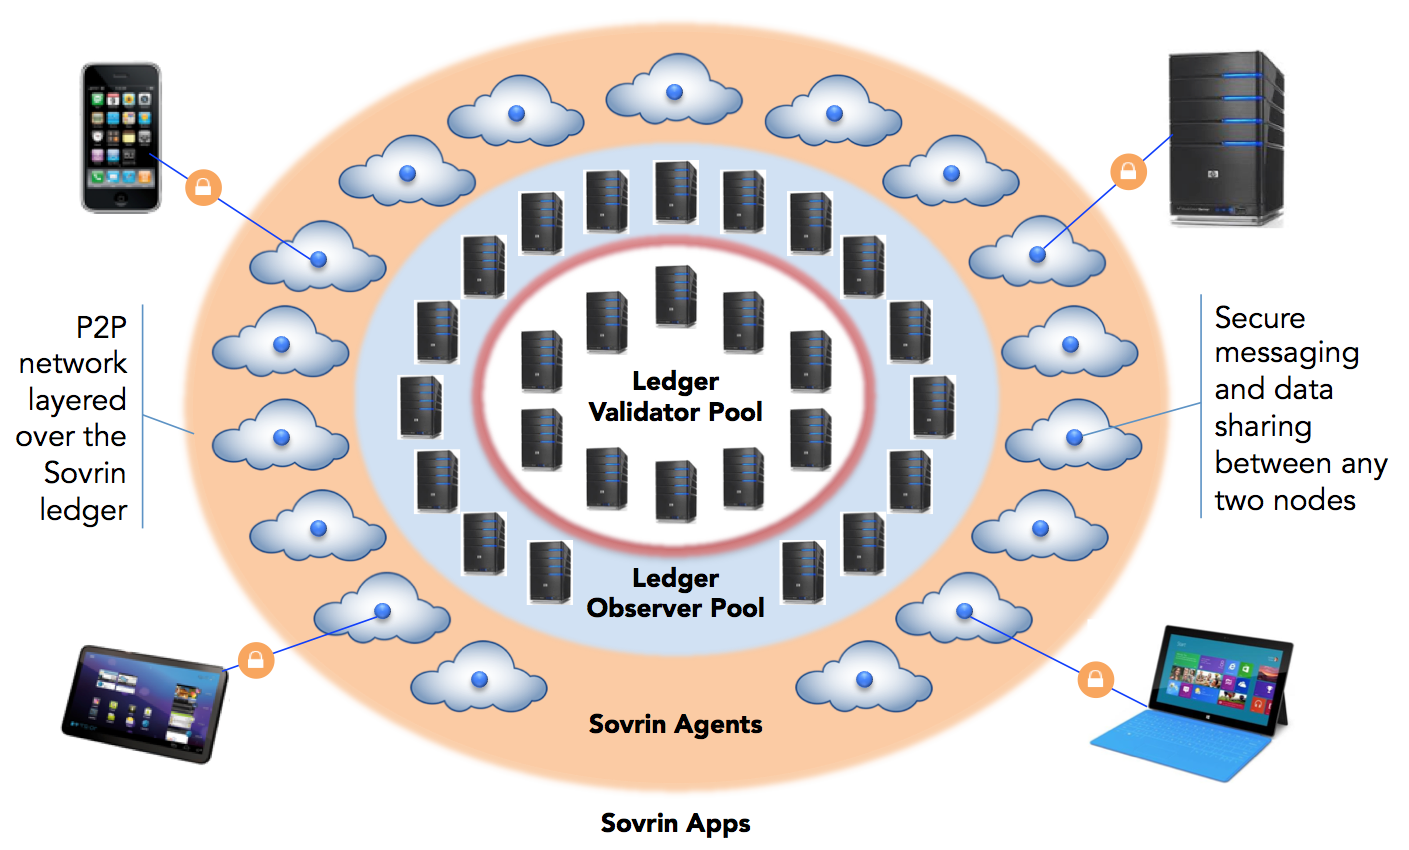 P2P
network
layered
over the
Sovrin
ledger
Secure
messaging
and data
sharing
between any
two nodes
Ledger
Validator Pool
Ledger
Observer Pool
Sovrin Agents
Sovrin Apps